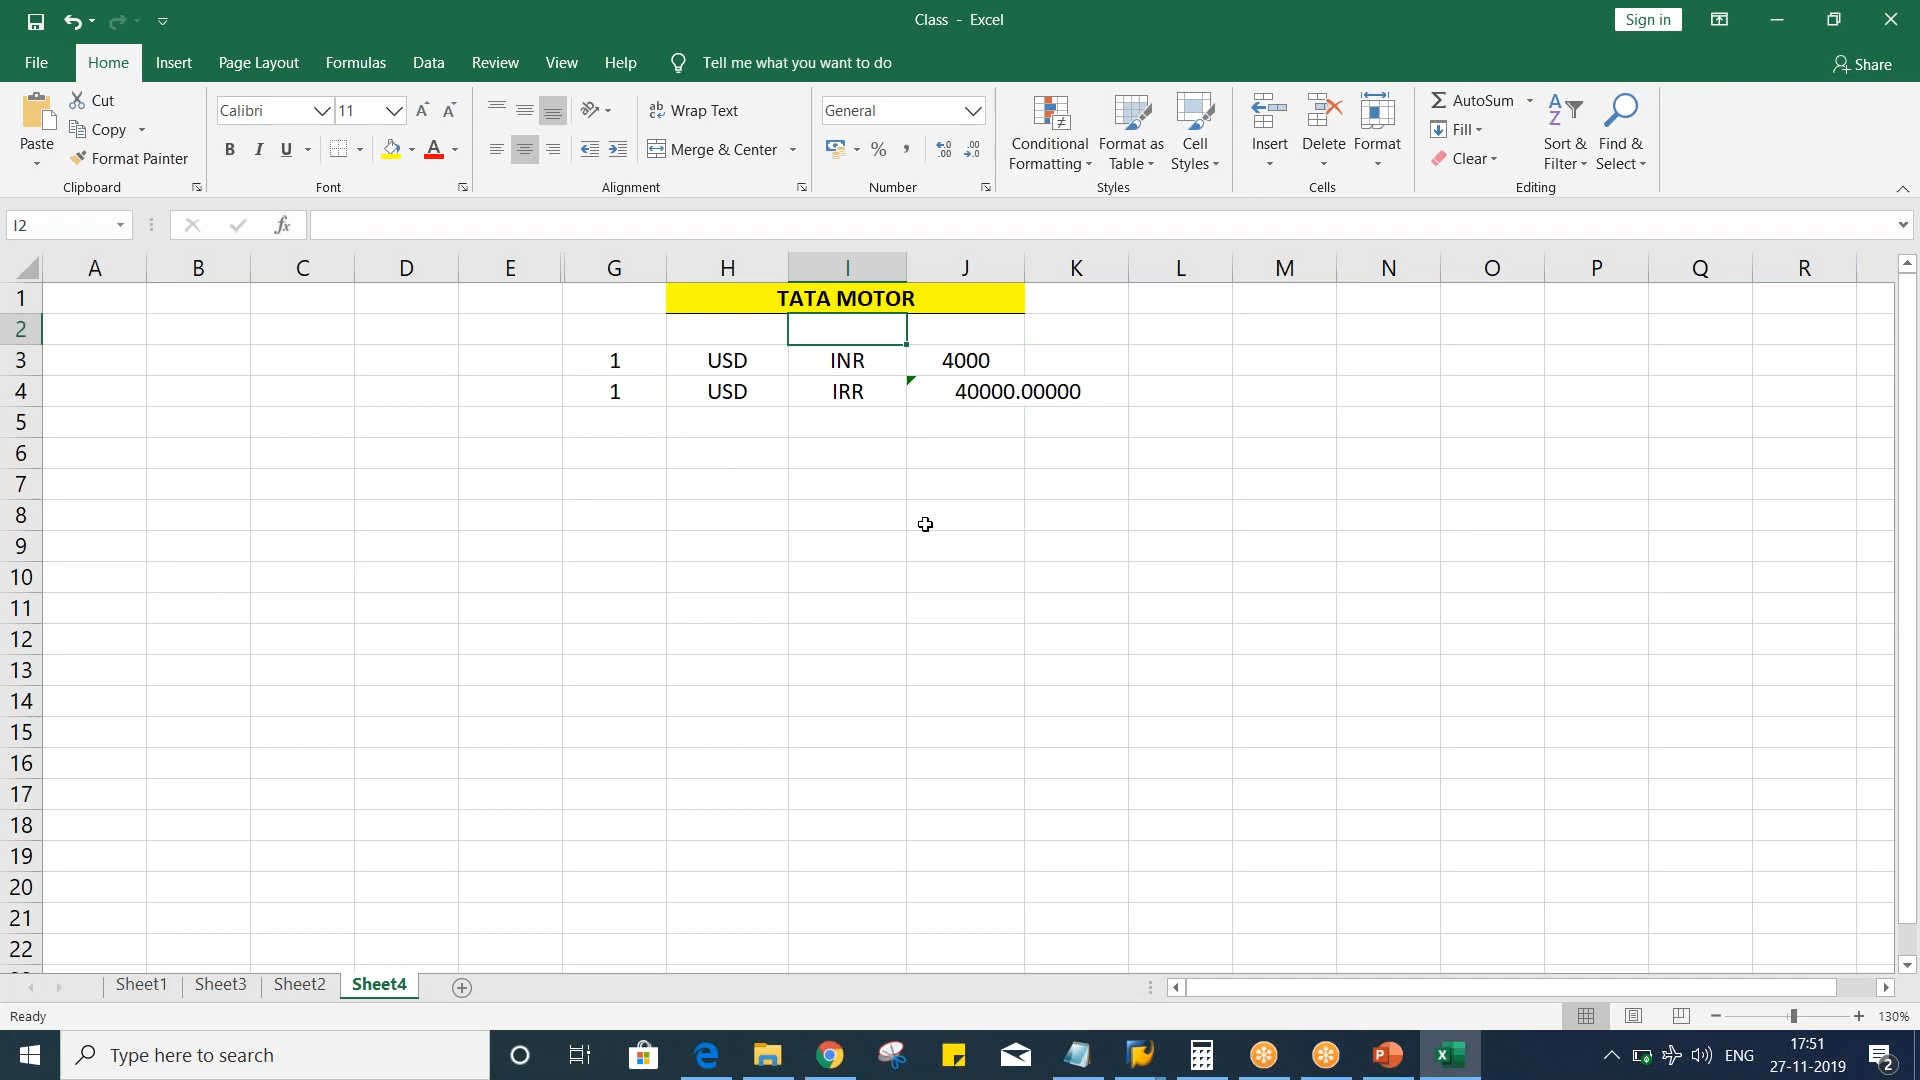 Class - Excel
Sign in
File Home Insert Page Layout Formulas Data Review View Help Tell me what you want to do Share
Paste
Cut
Copy
Format Painter
Clipboard
Calibri 11
B I U
Font
Wrap Text
Merge & Center
Alignment
General
% ,
Number
Conditional Formatting
Format as Table
Cell Styles
Styles
Insert
Delete
Format
Cells
AutoSum
Fill
Clear
Sort & Filter
Find & Select
Editing
I2
fx
A B C D E G H I J K L M N O P Q R
1 TATA MOTOR
2
3 1 USD INR 4000
4 1 USD IRR 40000.00000
5
6
7
8
9
10
11
12
13
14
15
16
17
18
19
20
21
22
Sheet1 Sheet3 Sheet2 Sheet4
Ready
130%
Type here to search
ENG
17:51
27-11-2019
2